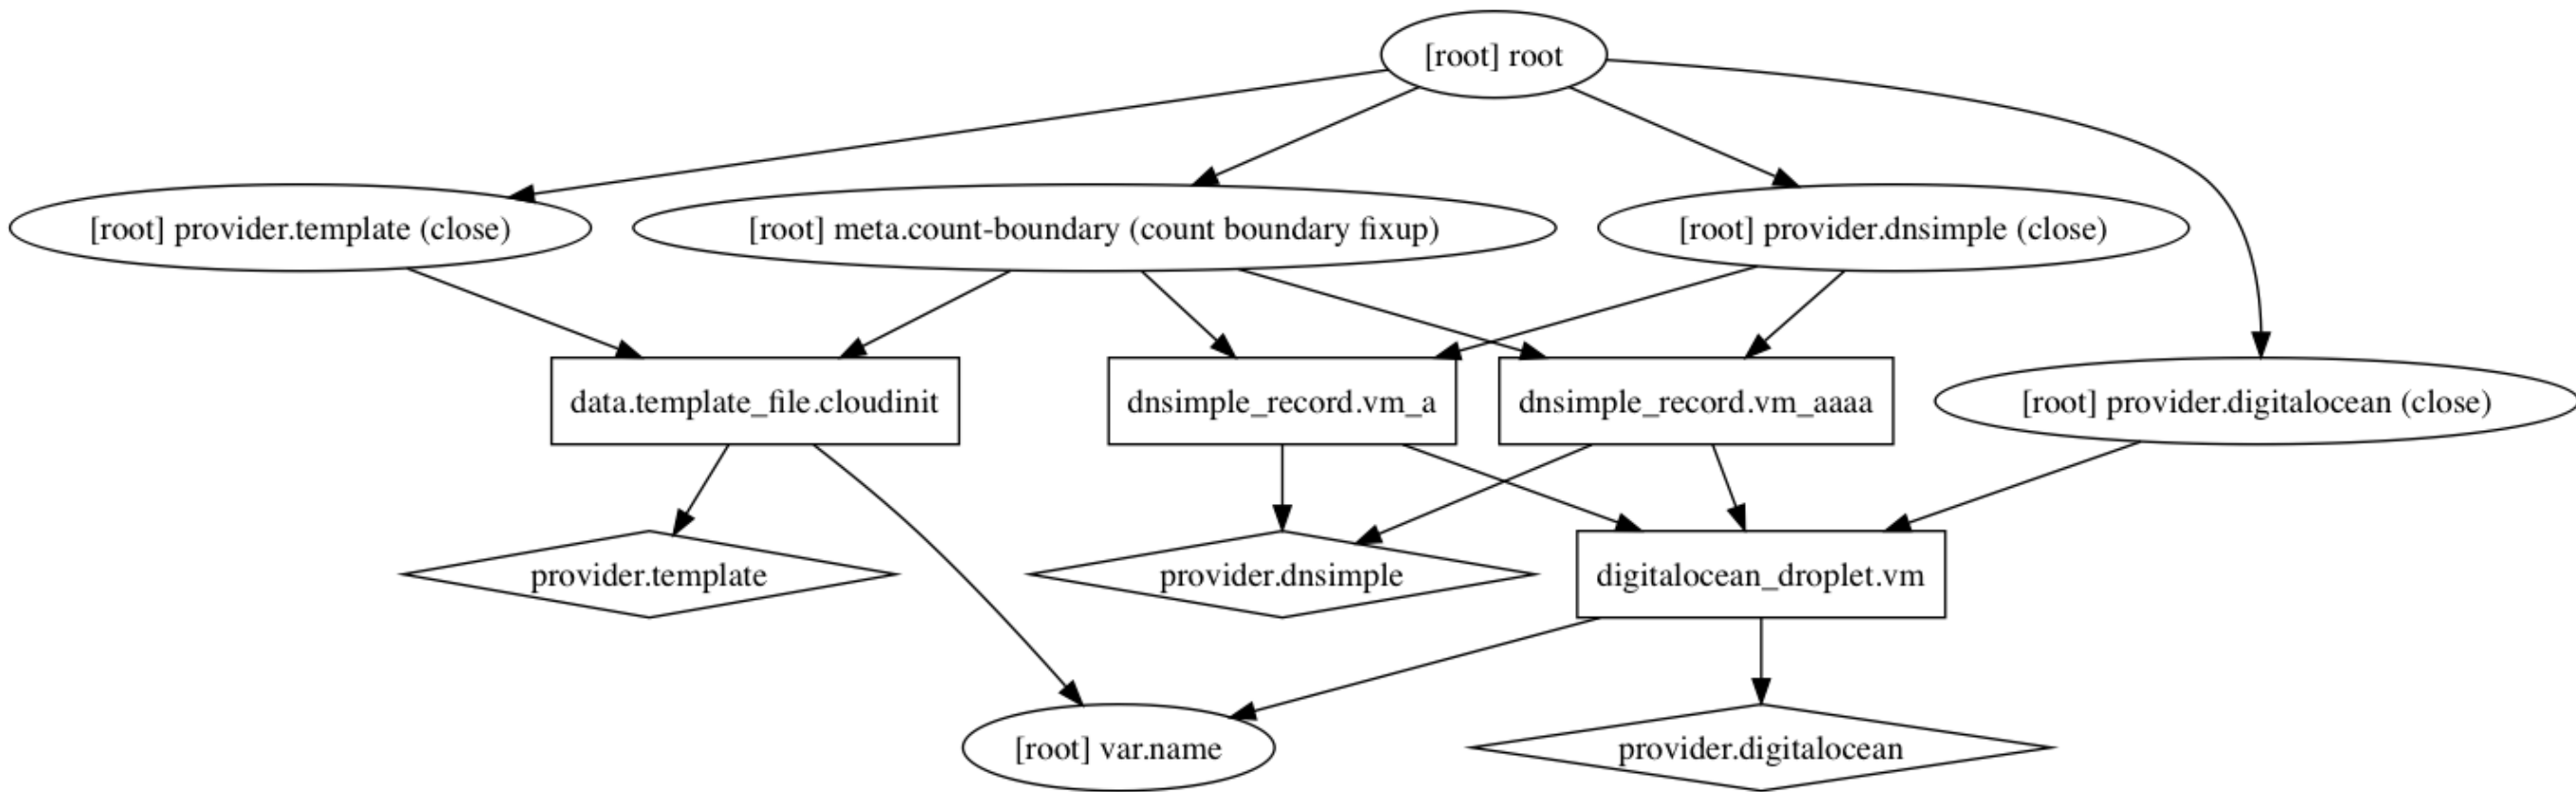 [root] root
[root] provider.template (close)
[root] meta.count-boundary (count boundary fixup)
[root] provider.dnsimple (close)
data.template_file.cloudinit
dnsimple_record.vm_a
dnsimple_record.vm_aaaa
[root] provider.digitalocean (close)
provider.template
provider.dnsimple
digitalocean_droplet.vm
[root] var.name
provider.digitalocean